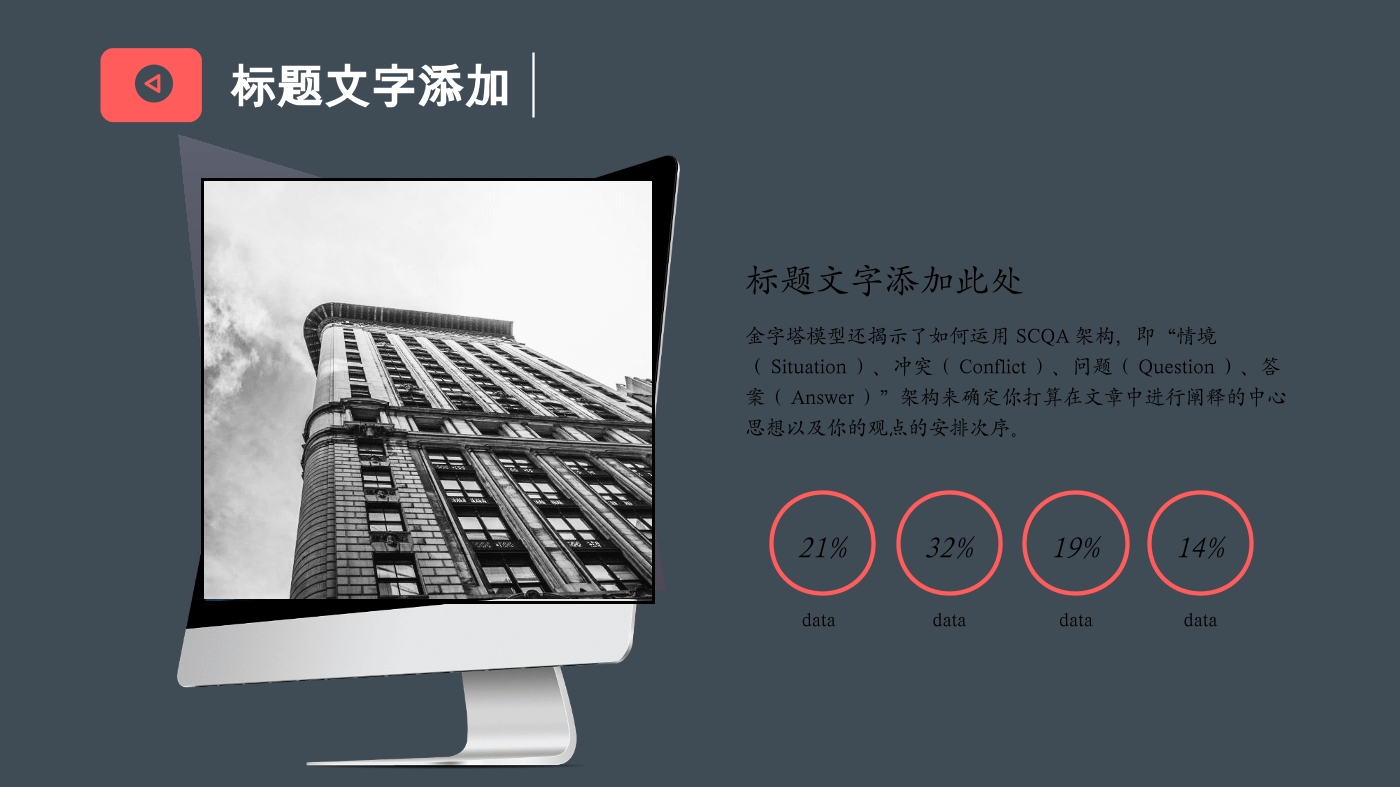 标题文字添加
标题文字添加此处
金字塔模型还揭示了如何运用 SCQA 架构，即“情境
（ Situation ）、冲突（ Conflict ）、问题（ Question ）、答
案（ Answer ）”架构来确定你打算在文章中进行阐释的中心
思想以及你的观点的安排次序。
21% 32% 19% 14%
data data data data